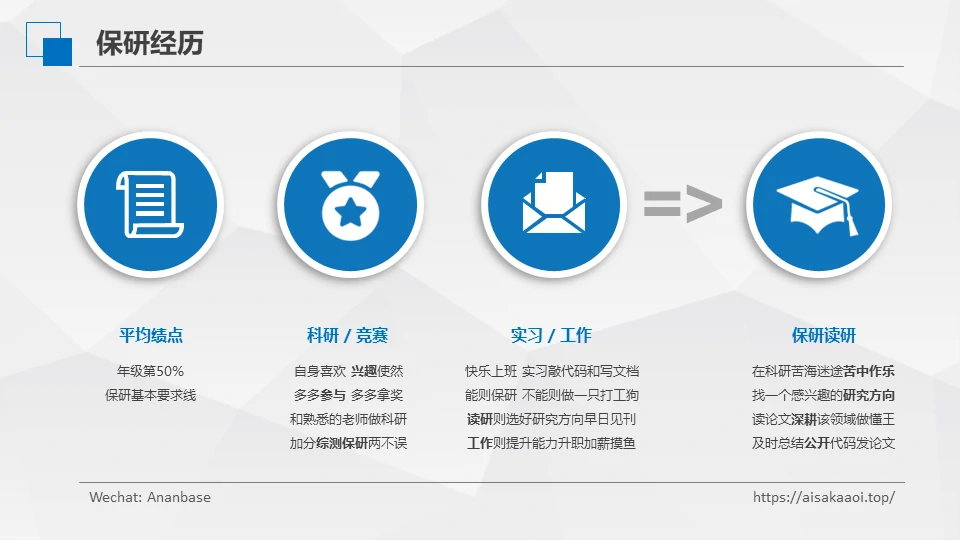 保研经历
=>
平均绩点
年级第50%
保研基本要求线
科研 / 竞赛
自身喜欢 兴趣使然
多多参与 多多拿奖
和熟悉的老师做科研
加分综测保研两不误
实习 / 工作
快乐上班 实习敲代码和写文档
能则保研 不能则做一只打工狗
读研则选好研究方向早日见刊
工作则提升能力升职加薪摸鱼
保研读研
在科研苦海迷途苦中作乐
找一个感兴趣的研究方向
读论文深耕该领域做懂王
及时总结公开代码发论文
Wechat: Ananbase
https://aisakaaoi.top/